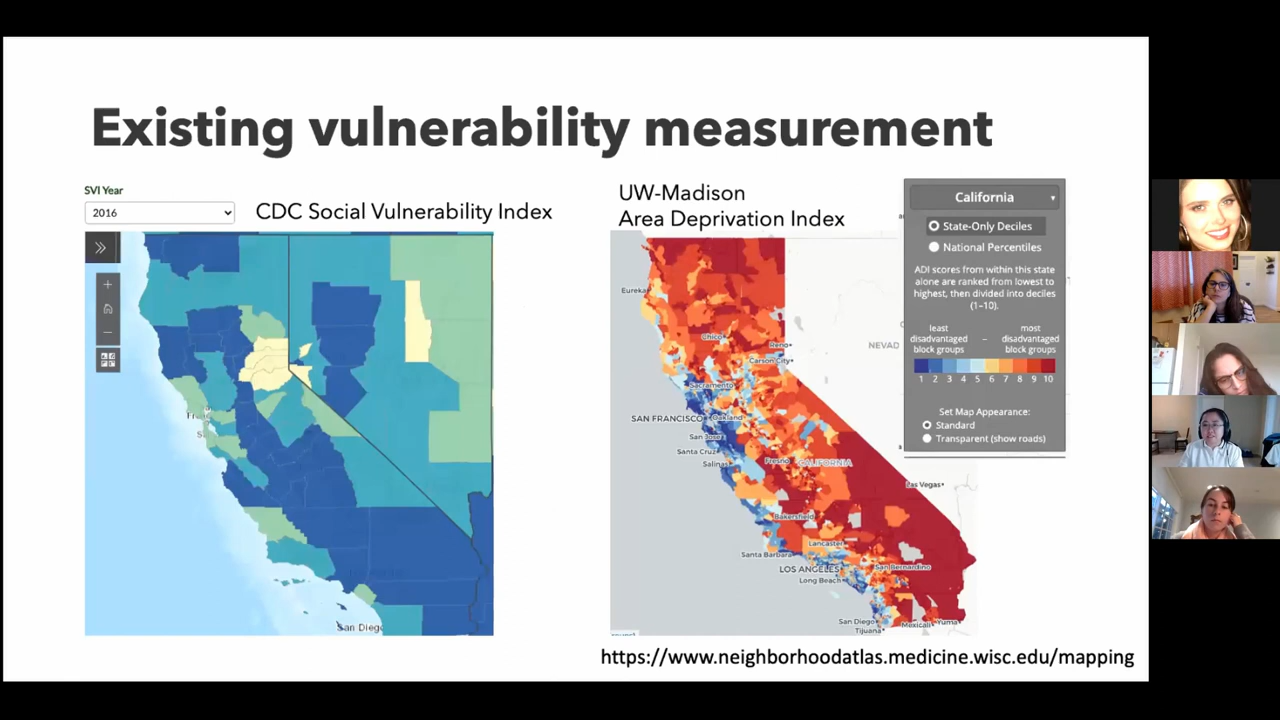 Existing vulnerability measurement
SVI Year
2016
CDC Social Vulnerability Index
UW-Madison
Area Deprivation Index
California
State-Only Deciles
National Percentiles
ADI scores from within this
state alone are ranked from
lowest to highest, then
divided into deciles
(1-10).
least
disadvantaged
block groups
–
most
disadvantaged
block groups
1 2 3 4 5 6 7 8 9 10
Set Map Appearance:
Standard
Transparent (show roads)
San Diego
Eureka
Chico
Reno
NEVAD
Carson City
Sacramento
SAN FRANCISCO
Oakland
San Jose
Santa Cruz
Salinas
Fresno
CALIFORNIA
Las Vegas
Bakersfield
Lancaster
Santa Barbara
LOS ANGELES
San Bernardino
Long Beach
San Diego
Tijuana
Mexicali
Yuma
https://www.neighborhoodatlas.medicine.wisc.edu/mapping